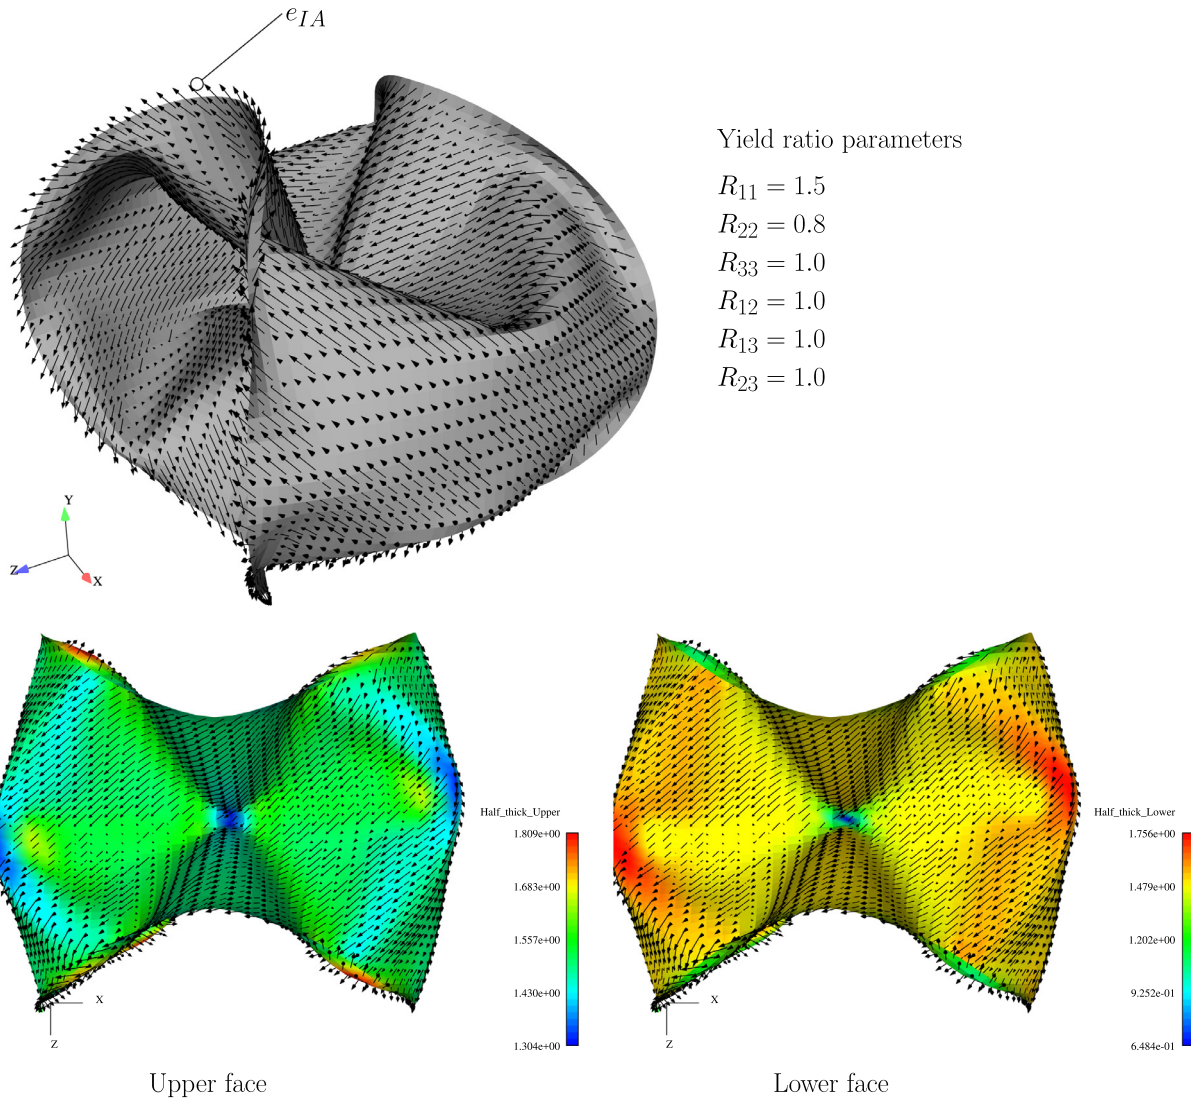 e_{IA}
Yield ratio parameters
R_{11} = 1.5
R_{22} = 0.8
R_{33} = 1.0
R_{12} = 1.0
R_{13} = 1.0
R_{23} = 1.0
Y
Z
X
Half_thick_Upper
1.809e+00
1.683e+00
1.557e+00
1.430e+00
1.304e+00
X
Z
Half_thick_Lower
1.756e+00
1.479e+00
1.202e+00
9.252e-01
6.484e-01
X
Z
Upper face
Lower face